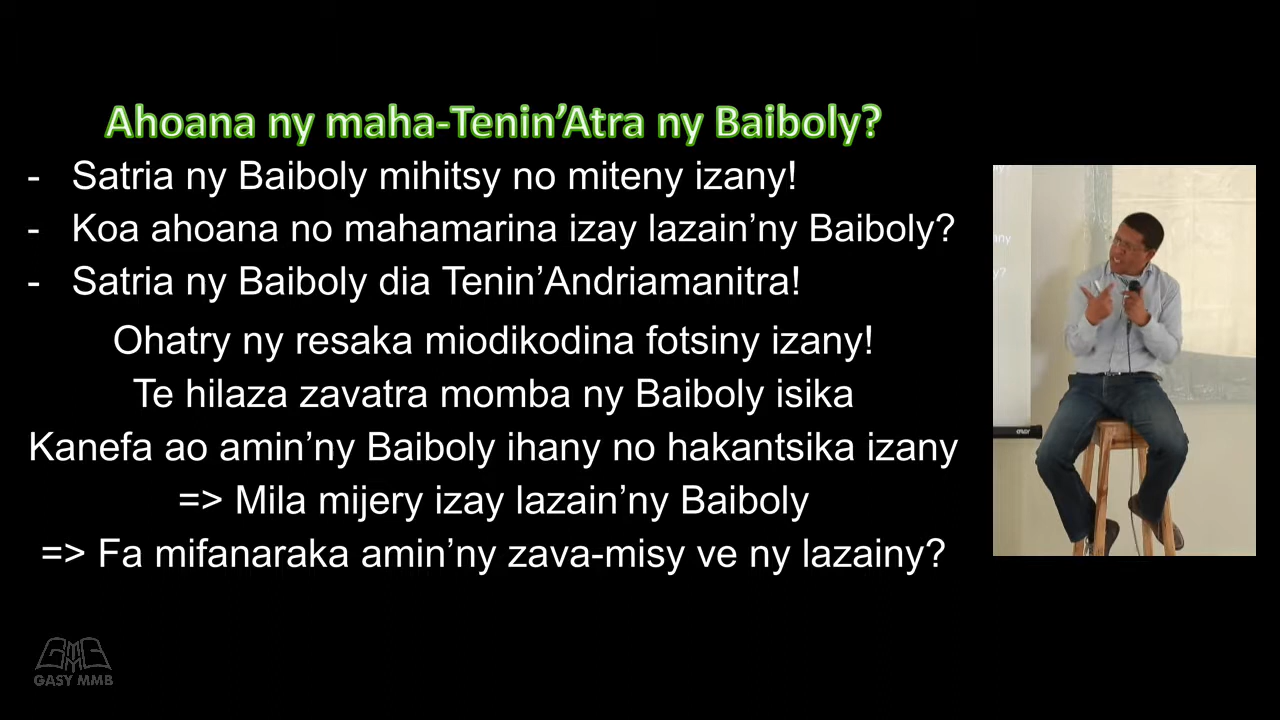 Ahoana ny maha-Tenin’Atra ny Baiboly?
- Satria ny Baiboly mihitsy no miteny izany!
- Koa ahoana no mahamarina izay lazain’ny Baiboly?
- Satria ny Baiboly dia Tenin’Andriamanitra!
Ohatry ny resaka miodikodina fotsiny izany!
Te hilaza zavatra momba ny Baiboly isika
Kanefa ao amin’ny Baiboly ihany no hakantsika izany
=> Mila mijery izay lazain’ny Baiboly
=> Fa mifanaraka amin’ny zava-misy ve ny lazainy?
GASY MMB